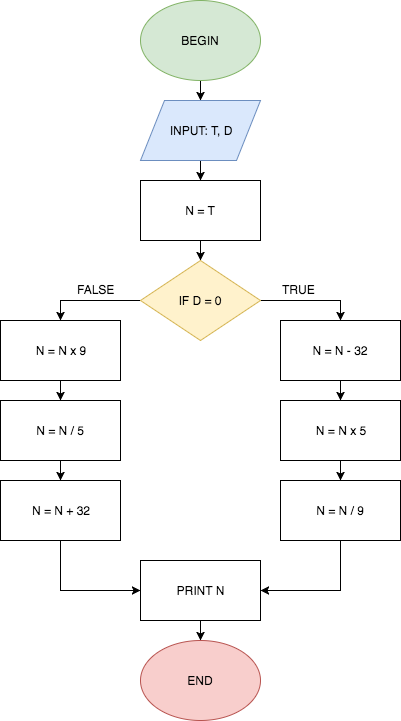 BEGIN
INPUT: T, D
N = T
IF D = 0
FALSE
TRUE
N = N x 9
N = N - 32
N = N / 5
N = N x 5
N = N + 32
N = N / 9
PRINT N
END